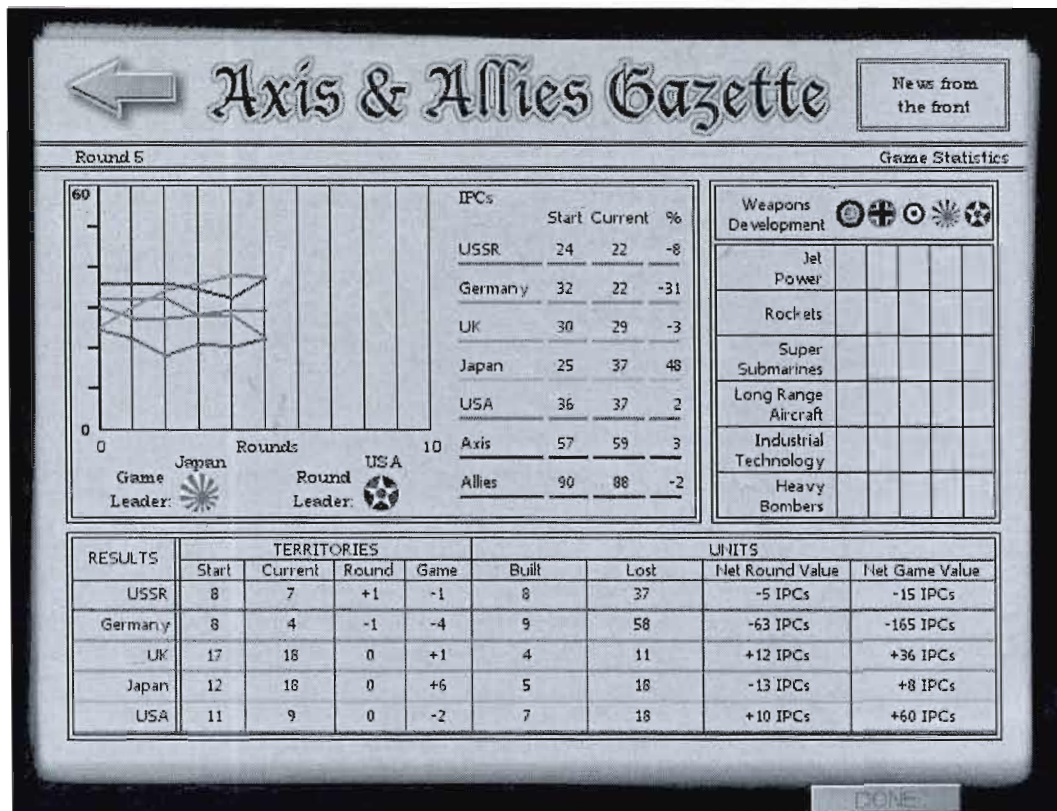 Axis & Allies Gazette
News from
the front
Round 5
Game Statistics
60
0
0 Rounds 10
Japan
Game
Leader:
USA
Round
Leader:
IPCs
Start Current %
USSR 24 22 -8
Germany 32 22 -31
UK 30 29 -3
Japan 25 37 48
USA 36 37 2
Axis 57 59 3
Allies 90 88 -2
Weapons
Development
Jet
Power
Rockets
Super
Submarines
Long Range
Aircraft
Industrial
Technology
Heavy
Bombers
RESULTS TERRITORIES UNITS
Start Current Round Game Built Lost Net Round Value Net Game Value
USSR 8 7 +1 -1 8 37 -5 IPCs -15 IPCs
Germany 8 4 -1 -4 9 58 -63 IPCs -165 IPCs
UK 17 18 0 +1 4 11 +12 IPCs +36 IPCs
Japan 12 18 0 +6 5 18 -13 IPCs +8 IPCs
USA 11 9 0 -2 7 18 +10 IPCs +60 IPCs
DONE